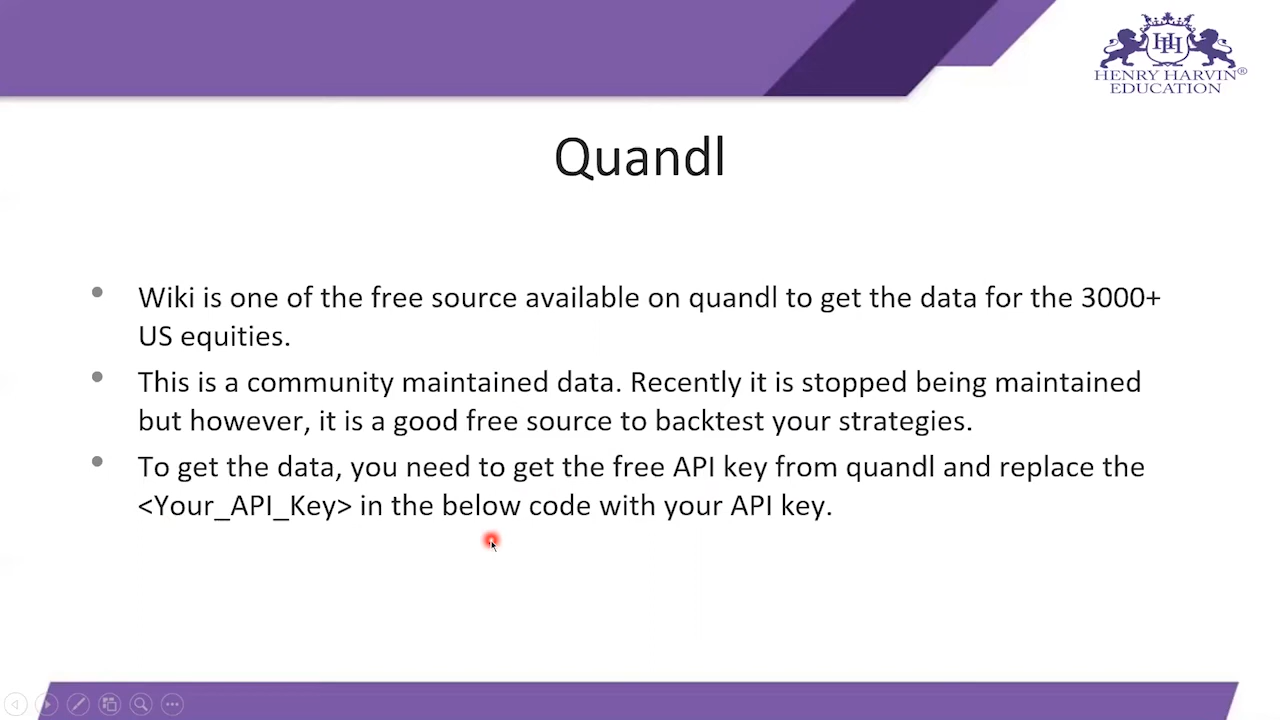 HH
HENRY HARVIN®
EDUCATION
Quandl
• Wiki is one of the free source available on quandl to get the data for the 3000+
US equities.
• This is a community maintained data. Recently it is stopped being maintained
but however, it is a good free source to backtest your strategies.
• To get the data, you need to get the free API key from quandl and replace the
<Your_API_Key> in the below code with your API key.